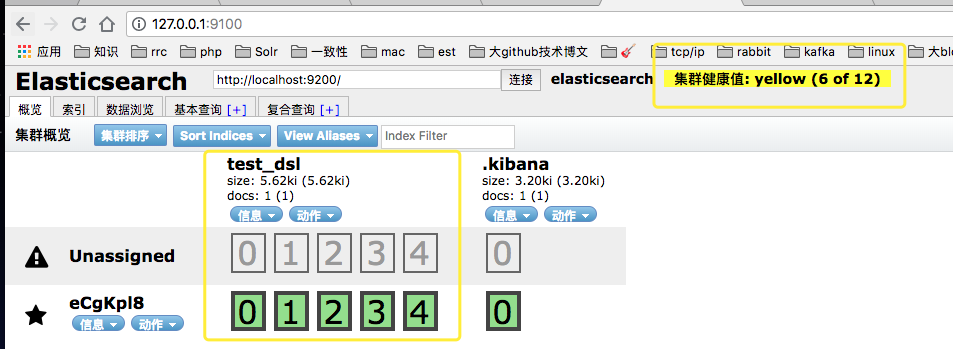 127.0.0.1:9100
应用 知识 rrc php Solr 一致性 mac est 大github技术博文 🎸 tcp/ip rabbit kafka linux
Elasticsearch http://localhost:9200/ 连接 elasticsearch 集群健康值: yellow (6 of 12)
概览 索引 数据浏览 基本查询 [+] 复合查询 [+]
集群概览 集群排序 Sort Indices View Aliases Index Filter
test_dsl .kibana
size: 5.62ki (5.62ki) size: 3.20ki (3.20ki)
docs: 1 (1) docs: 1 (1)
信息 动作 信息 动作
Unassigned 0 1 2 3 4 0
eCgKpl8 0 1 2 3 4 0
信息 动作